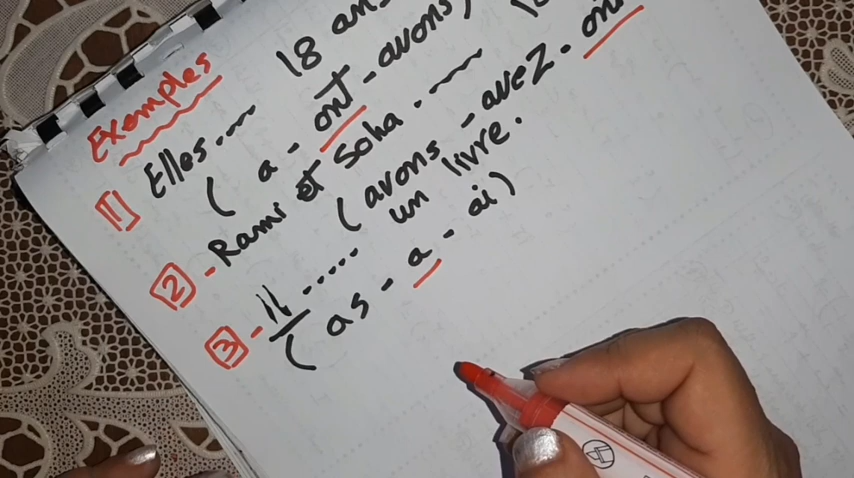 Exemples
1) Elles.... 18 ans
( a - ont - avons)
2 - Rami et Soha ....
(avons - avez - ont
3 - Il ..... un livre.
( as - a - ai)